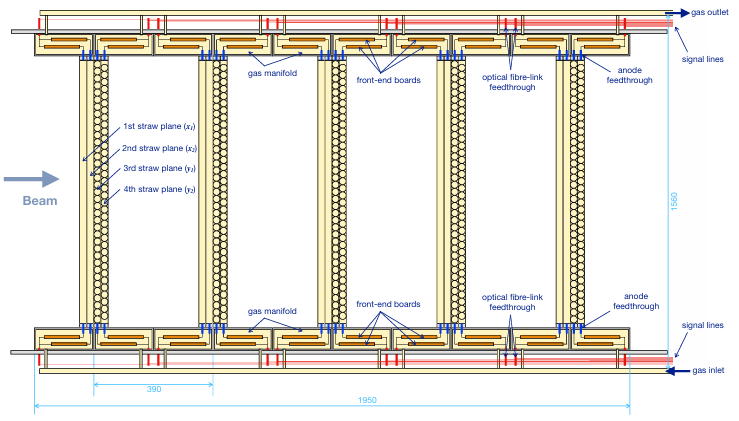 gas outlet
signal lines
gas manifold
front-end boards
optical fibre-link
feedthrough
anode
feedthrough
1st straw plane (x₁)
2nd straw plane (x₂)
3rd straw plane (y₁)
4th straw plane (y₂)
Beam
1560
gas manifold
front-end boards
optical fibre-link
feedthrough
anode
feedthrough
signal lines
gas inlet
390
1950